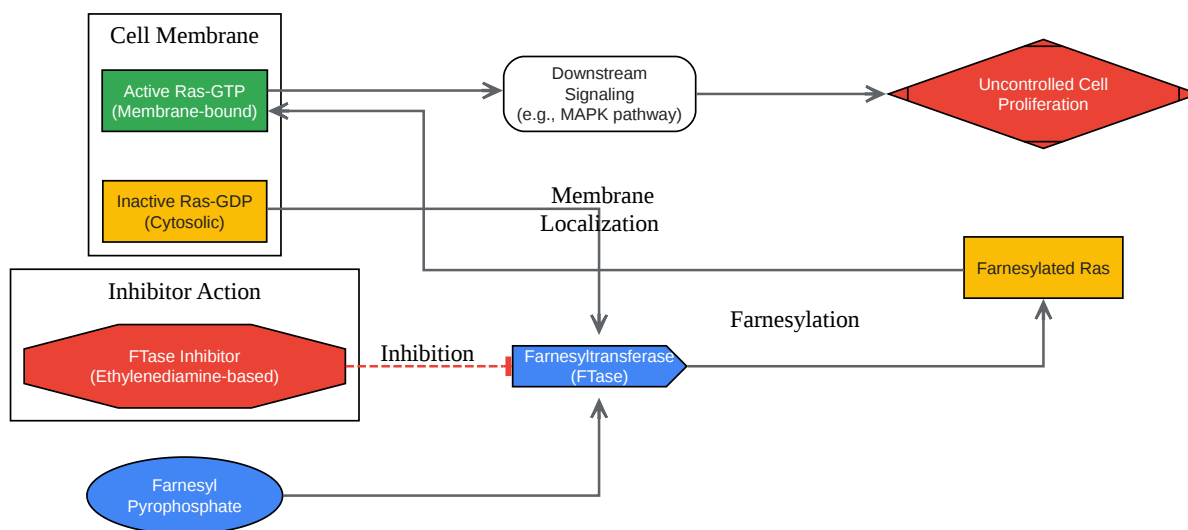 Cell Membrane
Active Ras-GTP
(Membrane-bound)
Downstream
Signaling
(e.g., MAPK pathway)
Uncontrolled Cell
Proliferation
Inactive Ras-GDP
(Cytosolic)
Membrane
Localization
Farnesylated Ras
Inhibitor Action
Farnesylation
FTase Inhibitor
(Ethylenediamine-based)
Inhibition
Farnesyltransferase
(FTase)
Farnesyl
Pyrophosphate